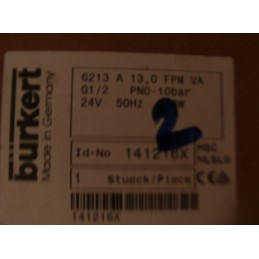 burkert
Made in Germany
6213 A 13,0 FPM VA
G1/2 PN0-10bar
24V 50Hz W
2
Id-No 141216X
1 Stueck/Piece
141216X